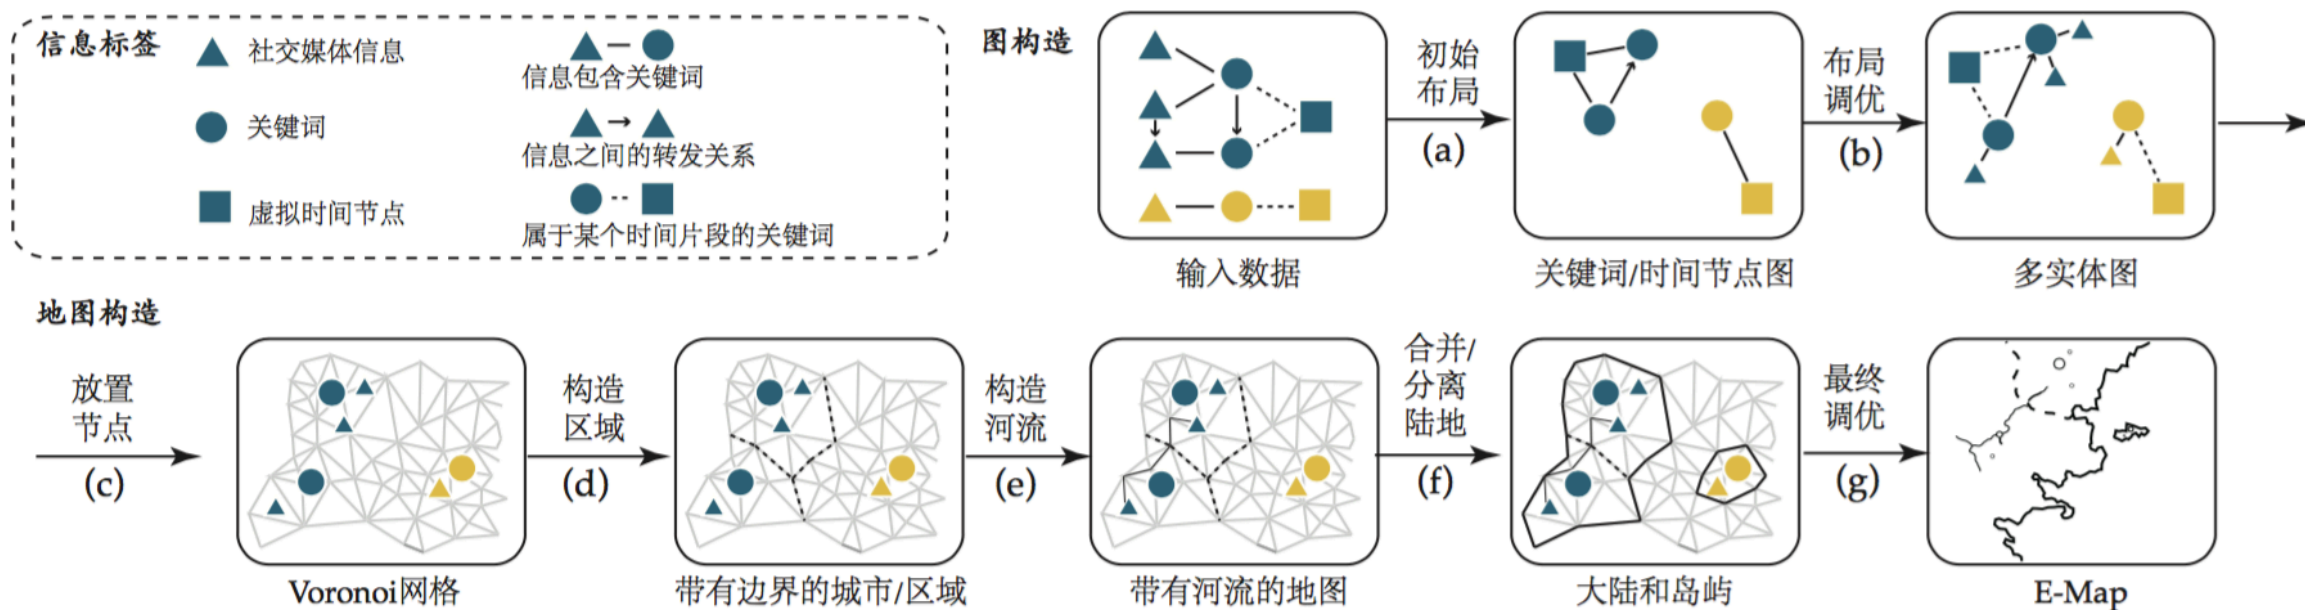 信息标签
社交媒体信息
关键词
虚拟时间节点
信息包含关键词
信息之间的转发关系
属于某个时间片段的关键词
图构造
输入数据
初始
布局
(a)
关键词/时间节点图
布局
调优
(b)
多实体图
地图构造
放置
节点
(c)
Voronoi网格
构造
区域
(d)
带有边界的城市/区域
构造
河流
(e)
带有河流的地图
合并/
分离
陆地
(f)
大陆和岛屿
最终
调优
(g)
E-Map